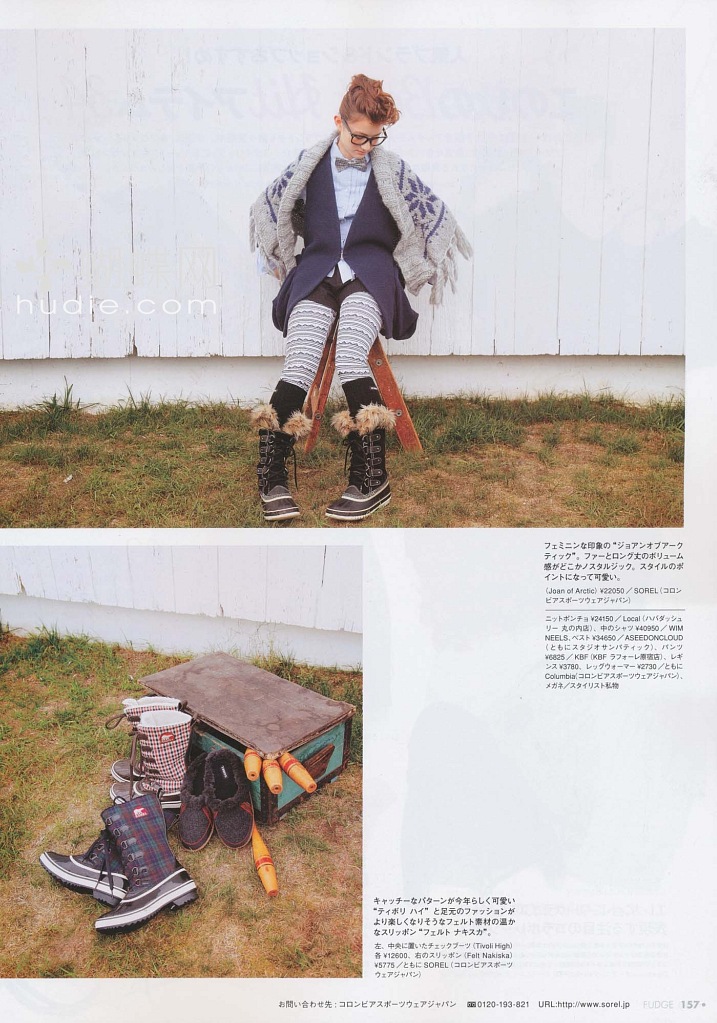 hudie.com
フェミニンな印象の“ジョアンオブアーク
ティック”。ファーとロング丈のボリューム
感がどこかノスタルジック。スタイルのポ
イントになって可愛い。
(Joan of Arctic) ¥22050／SOREL(コロン
ビアスポーツウェアジャパン)
ニットポンチョ¥24150／Local(ハバダッシュ
リー 丸の内店)、中のシャツ¥40950／WIM
NEELS、ベスト¥34650／ASEEDONCLOUD
(ともにスタジオサンパティック)、パンツ
¥6825／KBF(KBF ラフォーレ原宿店)、レギ
ンス¥3780、レッグウォーマー¥2730／ともに
Columbia(コロンビアスポーツウェアジャパン)、
メガネ／スタイリスト私物
SOREL
キャッチーなパターンが今年らしく可愛い
“ティボリ ハイ”と足元のファッションが
より楽しくなりそうなフェルト素材の温か
なスリッポン“フェルト ナキスカ”。
左、中央に置いたチェックブーツ(Tivoli High)
各¥12600、右のスリッポン(Felt Nakiska)
¥5775／ともにSOREL(コロンビアスポーツ
ウェアジャパン)
お問い合わせ先：コロンビアスポーツウェアジャパン 0120-193-821 URL:http://www.sorel.jp FUDGE 157